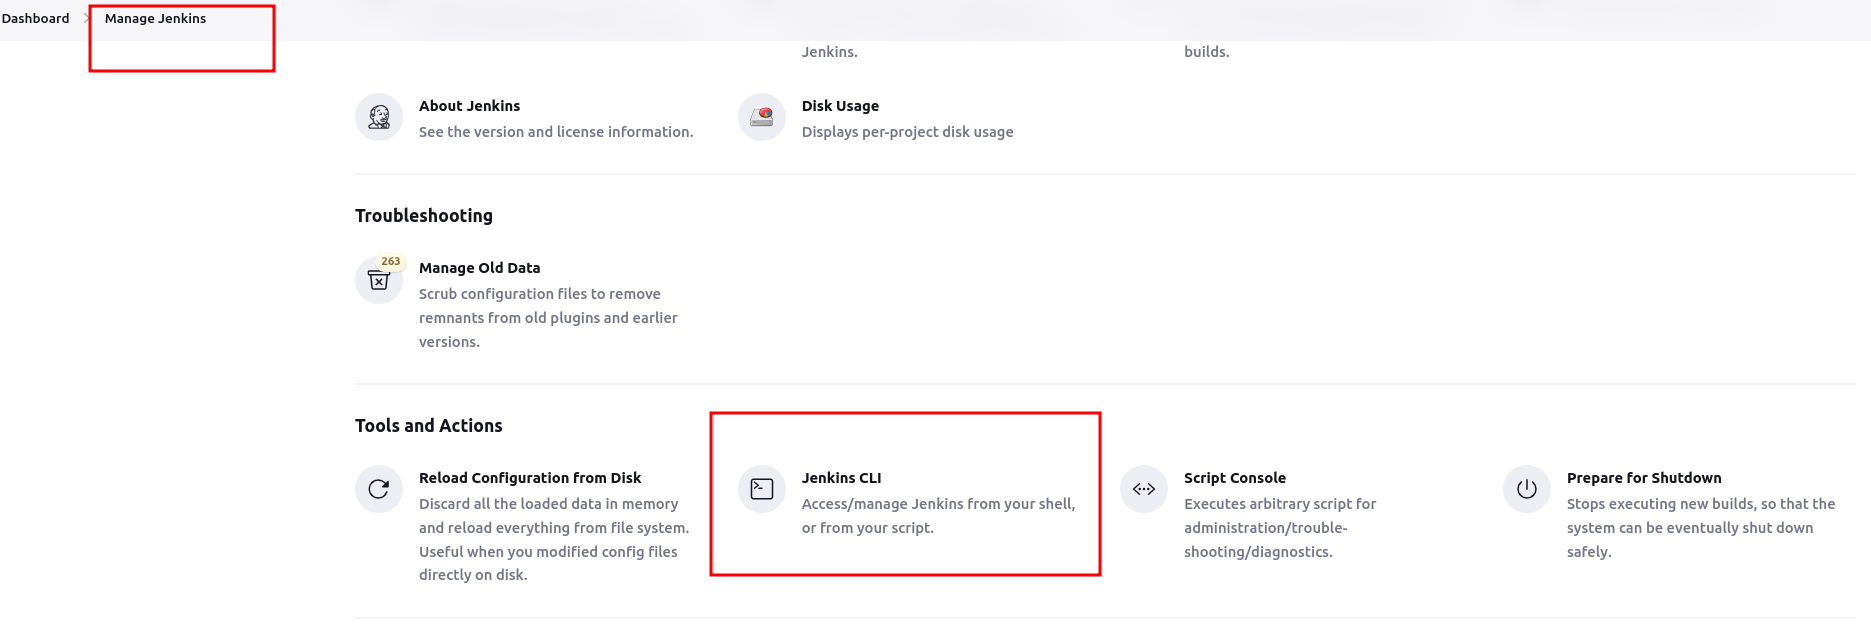 Dashboard > Manage Jenkins
Jenkins.
builds.
About Jenkins
See the version and license information.
Disk Usage
Displays per-project disk usage
Troubleshooting
263
Manage Old Data
Scrub configuration files to remove
remnants from old plugins and earlier
versions.
Tools and Actions
Reload Configuration from Disk
Discard all the loaded data in memory
and reload everything from file system.
Useful when you modified config files
directly on disk.
Jenkins CLI
Access/manage Jenkins from your shell,
or from your script.
Script Console
Executes arbitrary script for
administration/trouble-
shooting/diagnostics.
Prepare for Shutdown
Stops executing new builds, so that the
system can be eventually shut down
safely.